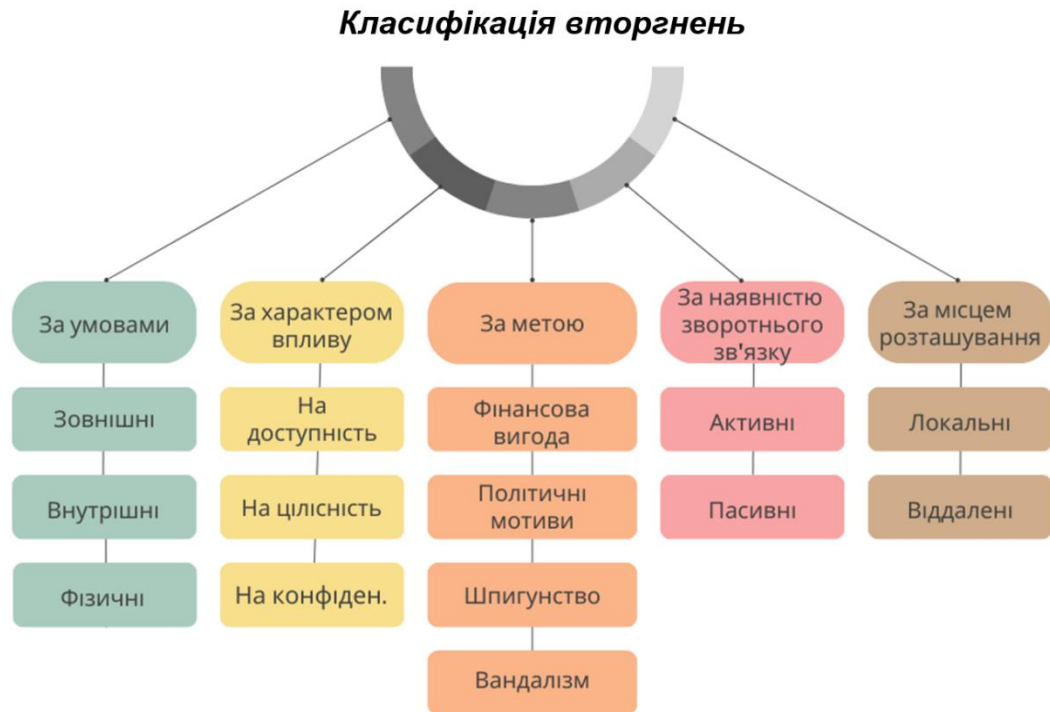 Класифікація вторгнень
За умовами
Зовнішні
Внутрішні
Фізичні
За характером
впливу
На
доступність
На цілісність
На конфіден.
За метою
Фінансова
вигода
Політичні
мотиви
Шпигунство
Вандалізм
За наявністю
зворотнього
зв'язку
Активні
Пасивні
За місцем
розташування
Локальні
Віддалені